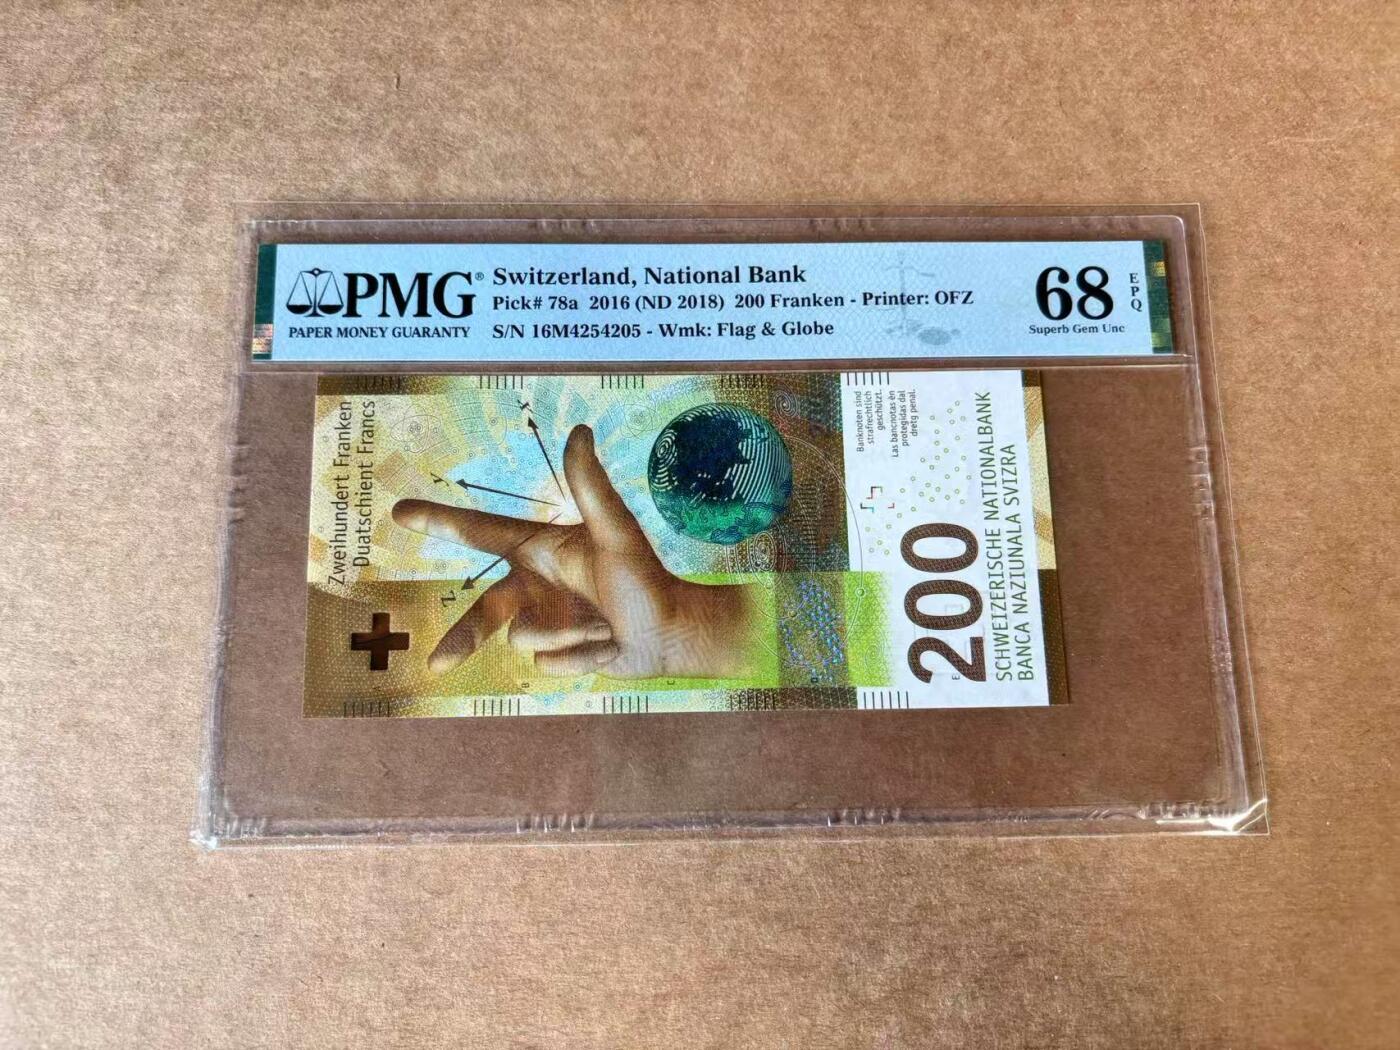 PMG®
PAPER MONEY GUARANTY
Switzerland, National Bank
Pick# 78a 2016 (ND 2018) 200 Franken - Printer: OFZ
S/N 16M4254205 - Wmk: Flag & Globe
68
EPQ
Superb Gem Unc
Zweihundert Franken
Duatschient Francs
x
y
z
Banknoten sind
strafrechtlich
geschützt.
Las bancnotas èn
protegidas dal
dretg penal.
200
SCHWEIZERISCHE NATIONALBANK
BANCA NAZIUNALA SVIZRA